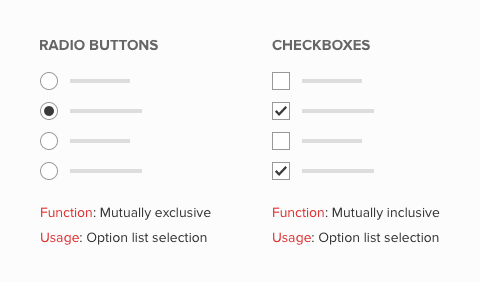 RADIO BUTTONS
Function: Mutually exclusive
Usage: Option list selection
CHECKBOXES
Function: Mutually inclusive
Usage: Option list selection